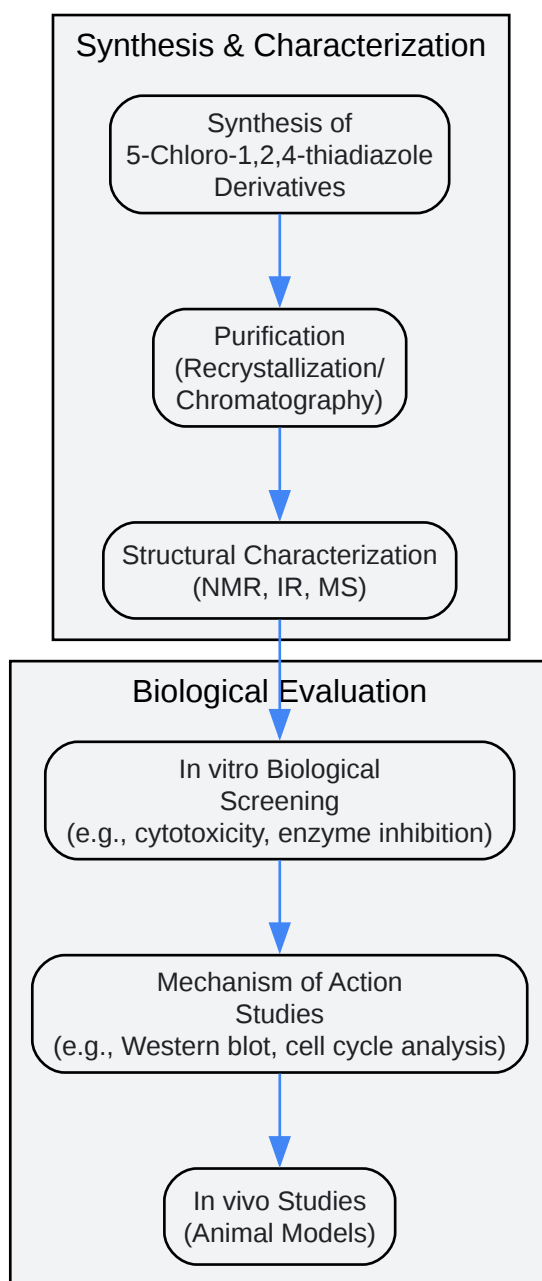 Synthesis & Characterization
Synthesis of
5-Chloro-1,2,4-thiadiazole
Derivatives
Purification
(Recrystallization/
Chromatography)
Structural Characterization
(NMR, IR, MS)
Biological Evaluation
In vitro Biological
Screening
(e.g., cytotoxicity, enzyme inhibition)
Mechanism of Action
Studies
(e.g., Western blot, cell cycle analysis)
In vivo Studies
(Animal Models)